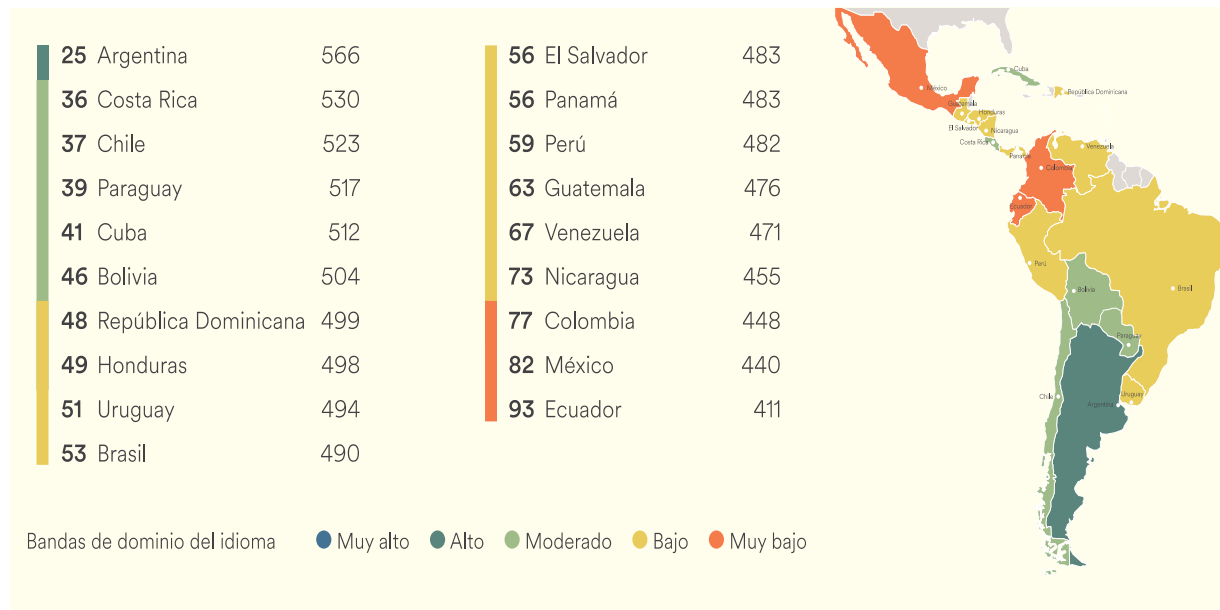 25 Argentina 566
36 Costa Rica 530
37 Chile 523
39 Paraguay 517
41 Cuba 512
46 Bolivia 504
48 República Dominicana 499
49 Honduras 498
51 Uruguay 494
53 Brasil 490
56 El Salvador 483
56 Panamá 483
59 Perú 482
63 Guatemala 476
67 Venezuela 471
73 Nicaragua 455
77 Colombia 448
82 México 440
93 Ecuador 411
Cuba
México
República Dominicana
Guatemala
Honduras
El Salvador
Nicaragua
Costa Rica
Panamá
Venezuela
Colombia
Ecuador
Perú
Brasil
Bolivia
Paraguay
Chile
Argentina
Uruguay
Bandas de dominio del idioma Muy alto Alto Moderado Bajo Muy bajo